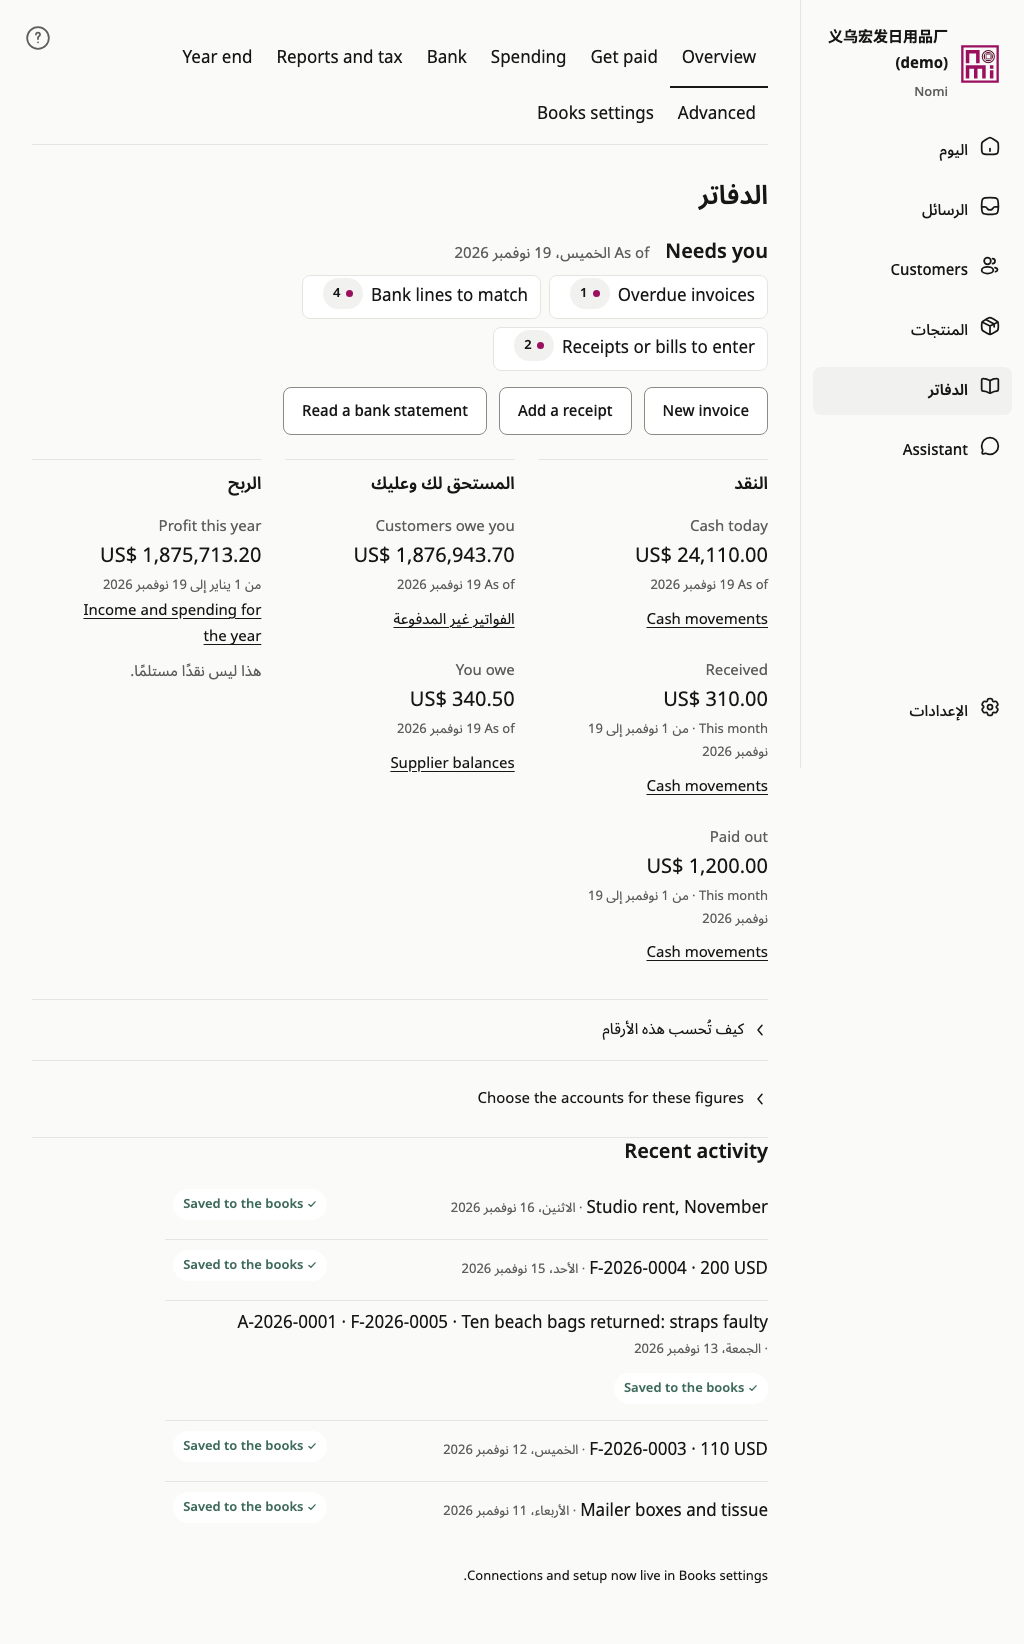 义乌宏发日用品厂
(demo)
Nomi
اليوم
الرسائل
Customers
المنتجات
الدفاتر
Assistant
الإعدادات
Overview
Get paid
Spending
Bank
Reports and tax
Year end
Advanced
Books settings
الدفاتر
Needs you
As of الخميس، 19 نوفمبر 2026
Overdue invoices 1
Bank lines to match 4
Receipts or bills to enter 2
New invoice
Add a receipt
Read a bank statement
النقد
Cash today
US$ 24,110.00
As of 19 نوفمبر 2026
Cash movements
Received
US$ 310.00
This month · من 1 نوفمبر إلى 19
نوفمبر 2026
Cash movements
Paid out
US$ 1,200.00
This month · من 1 نوفمبر إلى 19
نوفمبر 2026
Cash movements
المستحق لك وعليك
Customers owe you
US$ 1,876,943.70
As of 19 نوفمبر 2026
الفواتير غير المدفوعة
You owe
US$ 340.50
As of 19 نوفمبر 2026
Supplier balances
الربح
Profit this year
US$ 1,875,713.20
من 1 يناير إلى 19 نوفمبر 2026
Income and spending for
the year
هذا ليس نقدًا مستلمًا.
كيف تُحسب هذه الأرقام
Choose the accounts for these figures
Recent activity
Studio rent, November · الاثنين، 16 نوفمبر 2026
Saved to the books
F-2026-0004 · 200 USD · الأحد، 15 نوفمبر 2026
Saved to the books
A-2026-0001 · F-2026-0005 · Ten beach bags returned: straps faulty
· الجمعة، 13 نوفمبر 2026
Saved to the books
F-2026-0003 · 110 USD · الخميس، 12 نوفمبر 2026
Saved to the books
Mailer boxes and tissue · الأربعاء، 11 نوفمبر 2026
Saved to the books
Connections and setup now live in Books settings.